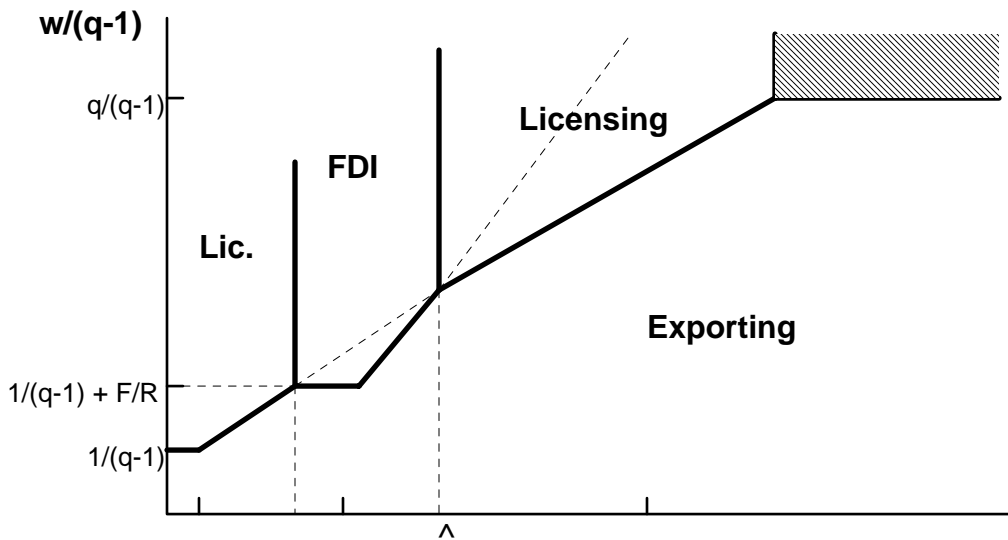 w/(q-1)
q/(q-1)
Licensing
FDI
Lic.
Exporting
1/(q-1) + F/R
1/(q-1)
^